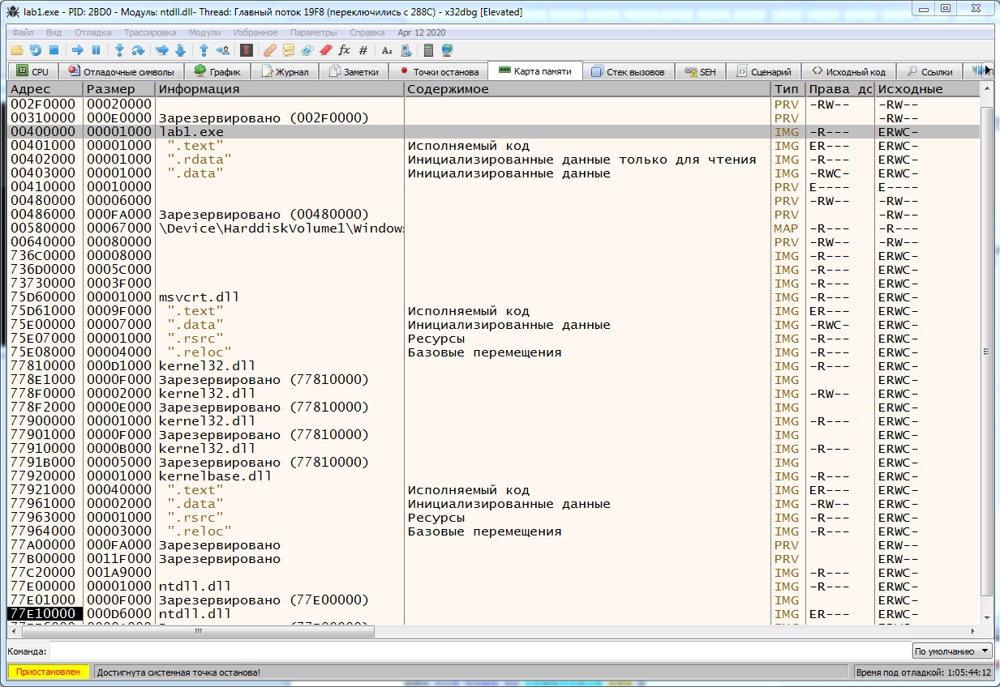 lab1.exe - PID: 2BD0 - Модуль: ntdll.dll- Thread: Главный поток 19F8 (переключились с 288C) - x32dbg [Elevated]
Файл Вид Отладка Трассировка Модули Избранное Параметры Справка Apr 12 2020
CPU Отладочные символы График Журнал Заметки Точки останова Карта памяти Стек вызовов SEH Сценарий Исходный код Ссылки
Адрес Размер Информация Содержимое Тип Права дс Исходные
002F0000 00020000 PRV -RW-- -RW--
00310000 000E0000 Зарезервировано (002F0000) PRV -RW--
00400000 00001000 lab1.exe IMG -R--- ERWC-
00401000 00001000 ".text" Исполняемый код IMG ER--- ERWC-
00402000 00001000 ".rdata" Инициализированные данные только для чтения IMG -R--- ERWC-
00403000 00001000 ".data" Инициализированные данные IMG -RWC- ERWC-
00410000 00010000 PRV E---- E----
00480000 00006000 PRV -RW-- -RW--
00486000 000FA000 Зарезервировано (00480000) PRV -RW--
00580000 00067000 \Device\HarddiskVolume1\Windows MAP -R--- -R---
00640000 00080000 PRV -RW-- -RW--
736C0000 00008000 IMG -R--- ERWC-
736D0000 0005C000 IMG -R--- ERWC-
73730000 0003F000 IMG -R--- ERWC-
75D60000 00001000 msvcrt.dll IMG -R--- ERWC-
75D61000 0009F000 ".text" Исполняемый код IMG ER--- ERWC-
75E00000 00007000 ".data" Инициализированные данные IMG -RWC- ERWC-
75E07000 00001000 ".rsrc" Ресурсы IMG -R--- ERWC-
75E08000 00004000 ".reloc" Базовые перемещения IMG -R--- ERWC-
77810000 000D1000 kernel32.dll IMG -R--- ERWC-
778E1000 0000F000 Зарезервировано (77810000) IMG ERWC-
778F0000 00002000 kernel32.dll IMG -RW-- ERWC-
778F2000 0000E000 Зарезервировано (77810000) IMG ERWC-
77900000 00001000 kernel32.dll IMG -R--- ERWC-
77901000 0000F000 Зарезервировано (77810000) IMG ERWC-
77910000 0000B000 kernel32.dll IMG -R--- ERWC-
7791B000 00005000 Зарезервировано (77810000) IMG ERWC-
77920000 00001000 kernelbase.dll IMG -R--- ERWC-
77921000 00040000 ".text" Исполняемый код IMG ER--- ERWC-
77961000 00002000 ".data" Инициализированные данные IMG -RW-- ERWC-
77963000 00001000 ".rsrc" Ресурсы IMG -R--- ERWC-
77964000 00003000 ".reloc" Базовые перемещения IMG -R--- ERWC-
77A00000 000FA000 Зарезервировано PRV ERW--
77B00000 0011F000 Зарезервировано PRV ERW--
77C20000 001A9000 IMG -R--- ERWC-
77E00000 00001000 ntdll.dll IMG -R--- ERWC-
77E01000 0000F000 Зарезервировано (77E00000) IMG ERWC-
77E10000 000D6000 ntdll.dll IMG ER--- ERWC-
Команда: По умолчанию
Приостановлен Достигнута системная точка останова! Время под отладкой: 1:05:44:12